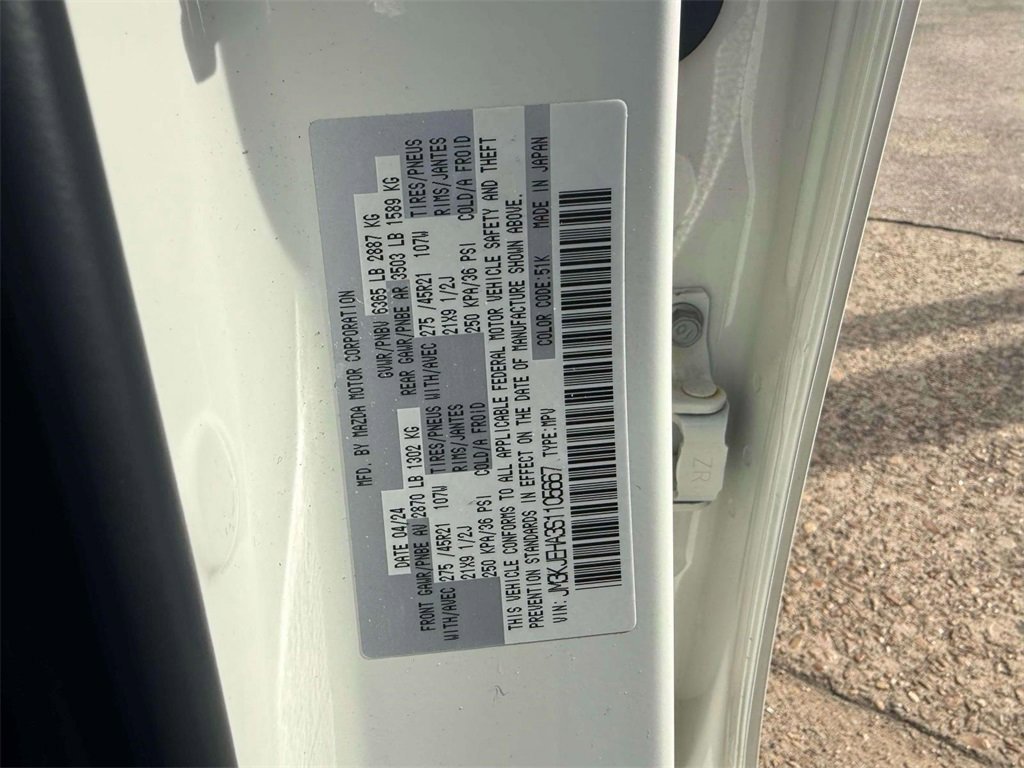 MFD. BY MAZDA MOTOR CORPORATION
DATE 04/24 GVWR/PNBV 6365 LB 2887 KG
FRONT GAWR/PNBE AV 2870 LB 1302 KG REAR GAWR/PNBE AR 3503 LB 1589 KG
WITH/AVEC 275 /45R21 107W TIRES/PNEUS WITH/AVEC 275 /45R21 107W TIRES/PNEUS
21X9 1/2J RIMS/JANTES 21X9 1/2J RIMS/JANTES
250 KPA/36 PSI COLD/A FROID 250 KPA/36 PSI COLD/A FROID
THIS VEHICLE CONFORMS TO ALL APPLICABLE FEDERAL MOTOR VEHICLE SAFETY AND THEFT
PREVENTION STANDARDS IN EFFECT ON THE DATE OF MANUFACTURE SHOWN ABOVE.
VIN: JM3KJEHA3S1105667 TYPE:MPV COLOR CODE:51K MADE IN JAPAN
ZR